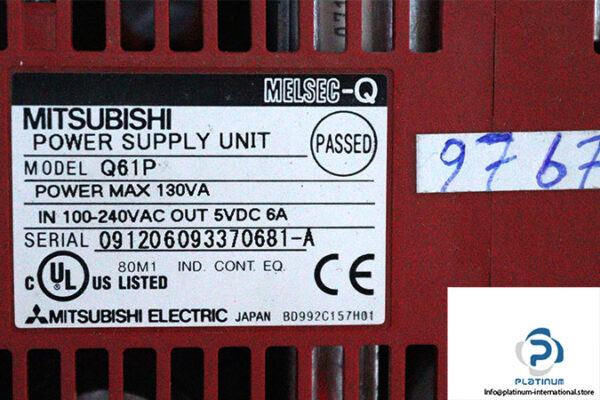 MELSEC-Q
MITSUBISHI
POWER SUPPLY UNIT
PASSED
MODEL Q61P
POWER MAX 130VA
IN 100-240VAC OUT 5VDC 6A
SERIAL 091206093370681-A
C UL US LISTED
80M1 IND. CONT. EQ.
CE
MITSUBISHI ELECTRIC JAPAN BD992C157H01
9767
PLATINUM
info@platinum-international.store